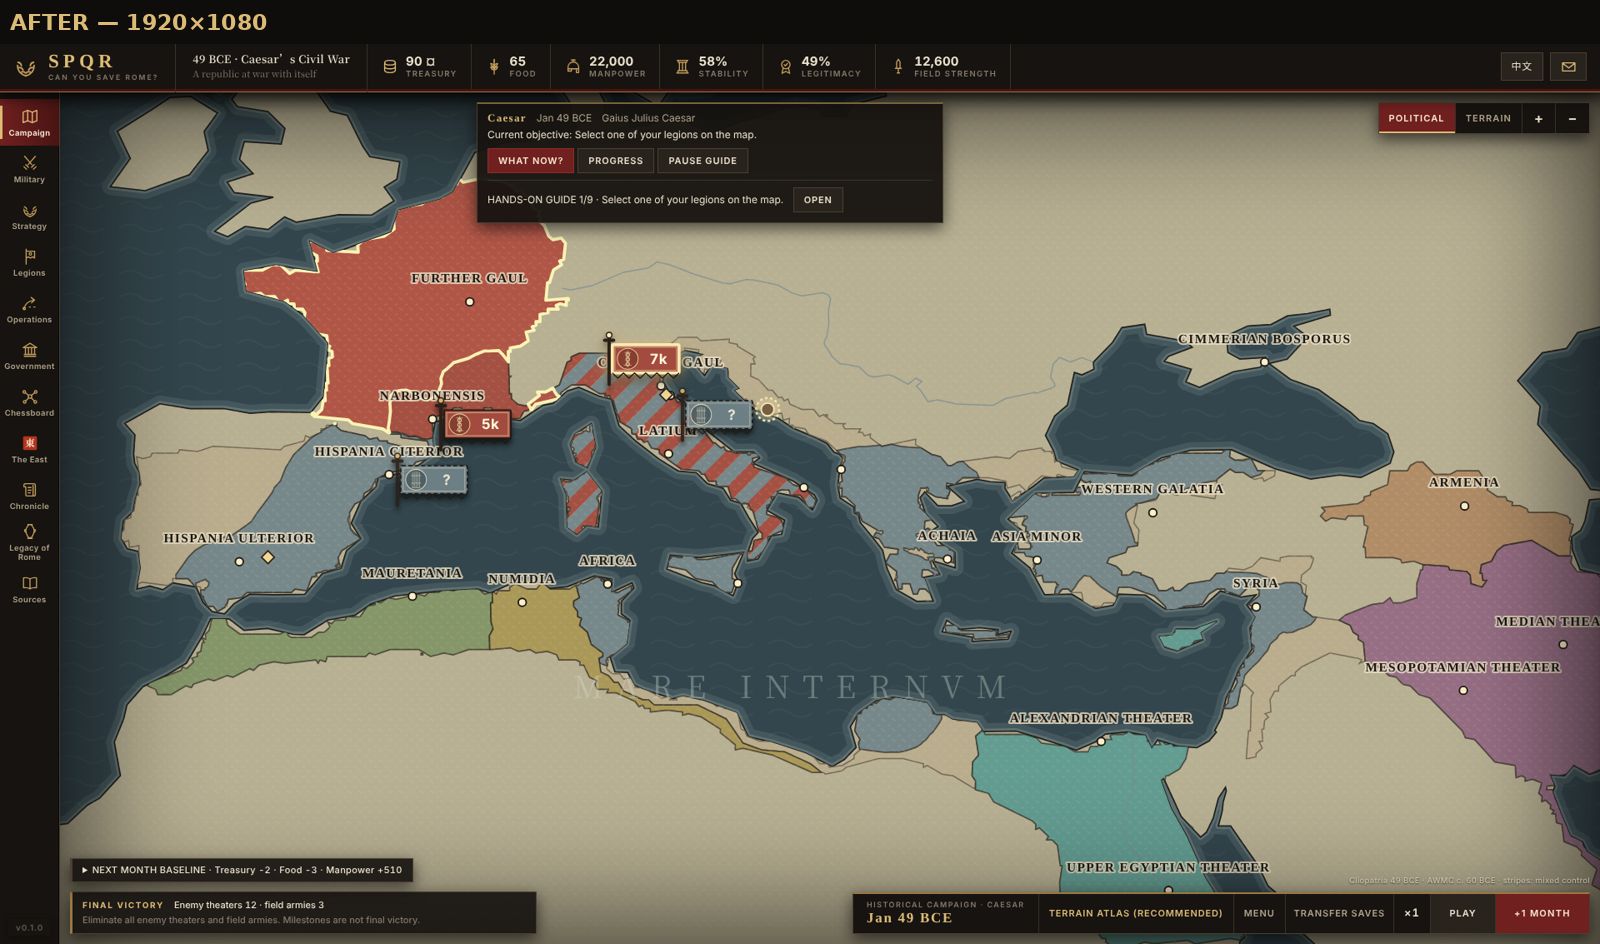 AFTER — 1920×1080
SPQR
CAN YOU SAVE ROME?
49 BCE · Caesar’s Civil War
A republic at war with itself
90 ¤
TREASURY
65
FOOD
22,000
MANPOWER
58%
STABILITY
49%
LEGITIMACY
12,600
FIELD STRENGTH
中文
Campaign
Military
Strategy
Legions
Operations
Government
Chessboard
The East
Chronicle
Legacy of
Rome
Sources
v0.1.0
Caesar Jan 49 BCE Gaius Julius Caesar
Current objective: Select one of your legions on the map.
WHAT NOW? PROGRESS PAUSE GUIDE
HANDS-ON GUIDE 1/9 · Select one of your legions on the map. OPEN
POLITICAL TERRAIN + −
FURTHER GAUL
CIMMERIAN BOSPORUS
7k
GAUL
NARBONENSIS
5k
?
LATIUM
HISPANIA CITERIOR
?
WESTERN GALATIA
ARMENIA
HISPANIA ULTERIOR
ACHAIA
ASIA MINOR
AFRICA
MAURETANIA
NUMIDIA
SYRIA
MEDIAN THEA
MESOPOTAMIAN THEATER
MARE INTERNVM
ALEXANDRIAN THEATER
UPPER EGYPTIAN THEATER
Cliopatria 49 BCE · AWMC c. 60 BCE · stripes: mixed control
▶ NEXT MONTH BASELINE · Treasury -2 · Food -3 · Manpower +510
FINAL VICTORY Enemy theaters 12 · field armies 3
Eliminate all enemy theaters and field armies. Milestones are not final victory.
HISTORICAL CAMPAIGN · CAESAR
Jan 49 BCE
TERRAIN ATLAS (RECOMMENDED)
MENU
TRANSFER SAVES
×1
PLAY
+1 MONTH